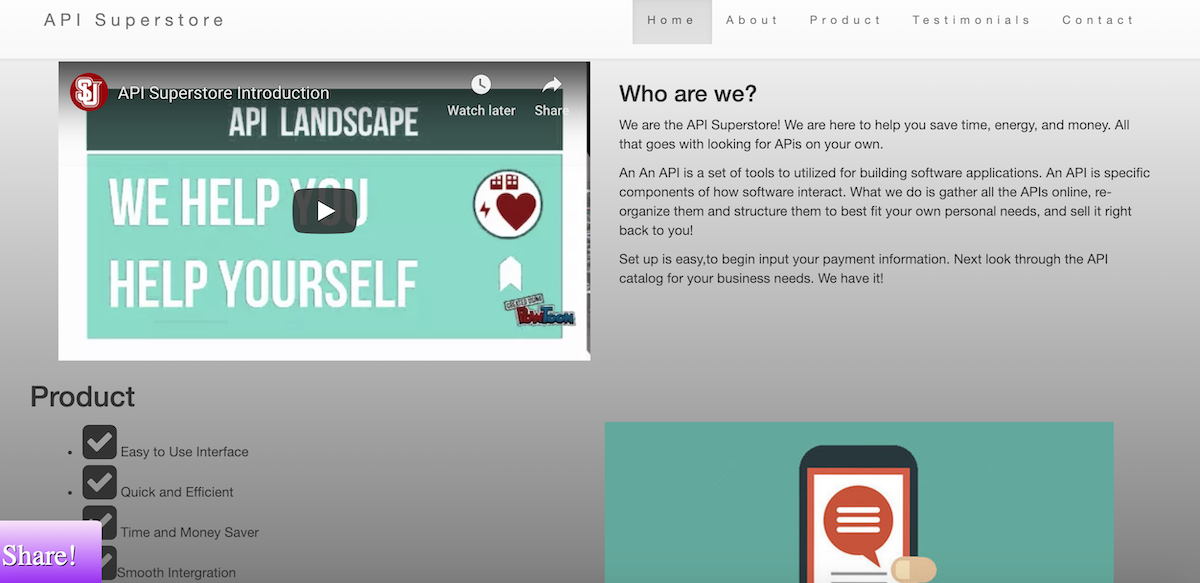 API Superstore
Home
About
Product
Testimonials
Contact
SJ
API Superstore Introduction
Watch later
Share
API LANDSCAPE
WE HELP YOU
HELP YOURSELF
CREATED USING
POWTOON
Who are we?
We are the API Superstore! We are here to help you save time, energy, and money. All
that goes with looking for APis on your own.
An An API is a set of tools to utilized for building software applications. An API is specific
components of how software interact. What we do is gather all the APIs online, re-
organize them and structure them to best fit your own personal needs, and sell it right
back to you!
Set up is easy,to begin input your payment information. Next look through the API
catalog for your business needs. We have it!
Product
Easy to Use Interface
Quick and Efficient
Time and Money Saver
Smooth Intergration
Share!